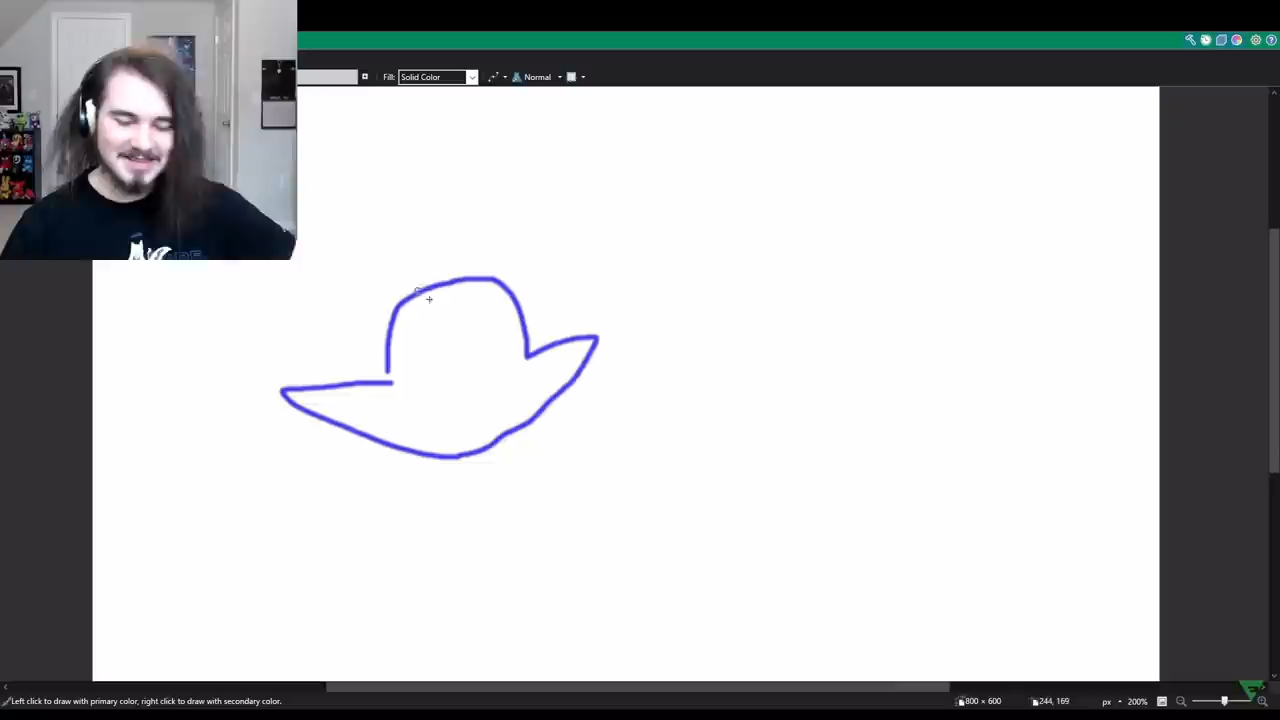 Fill: Solid Color Normal
Left click to draw with primary color, right click to draw with secondary color. 800 × 600 244, 169 px 200%